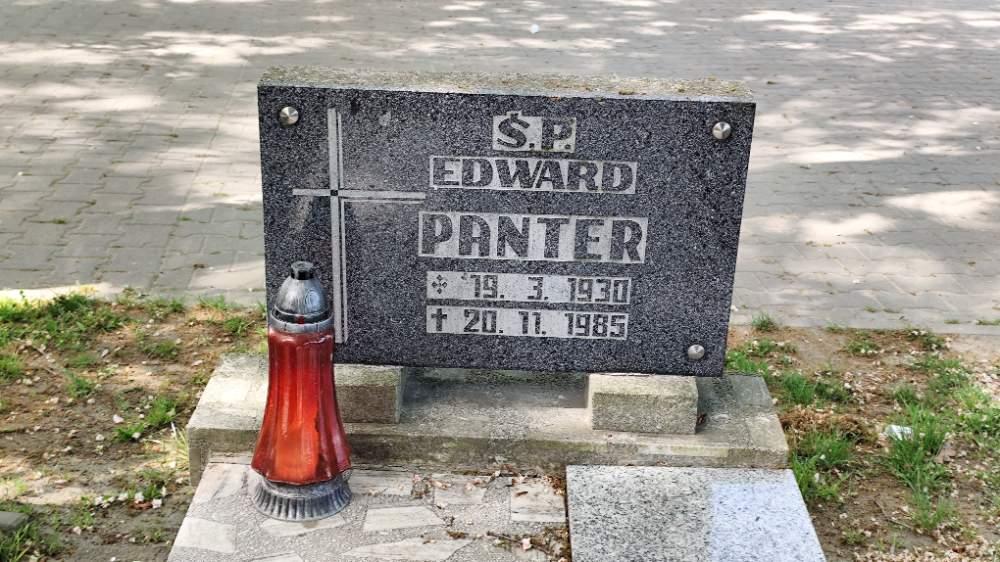 Ś.P.
EDWARD
PANTER
19. 3. 1930
✝ 20. 11. 1985